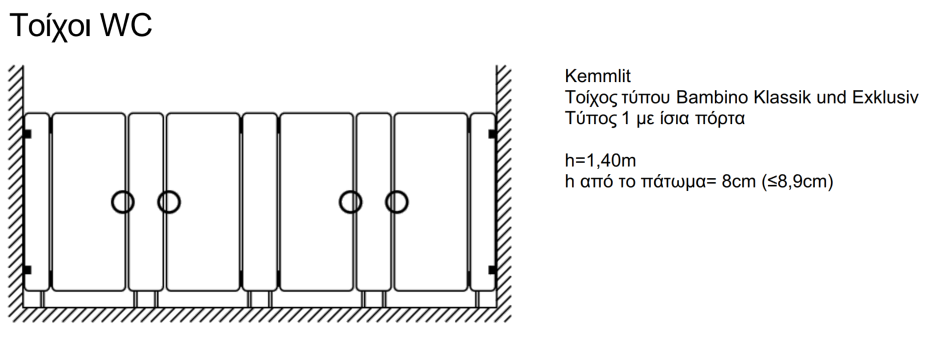 Τοίχοι WC
Kemmlit
Τοίχος τύπου Bambino Klassik und Exklusiv
Τύπος 1 με ίσια πόρτα
h=1,40m
h από το πάτωμα= 8cm (≤8,9cm)